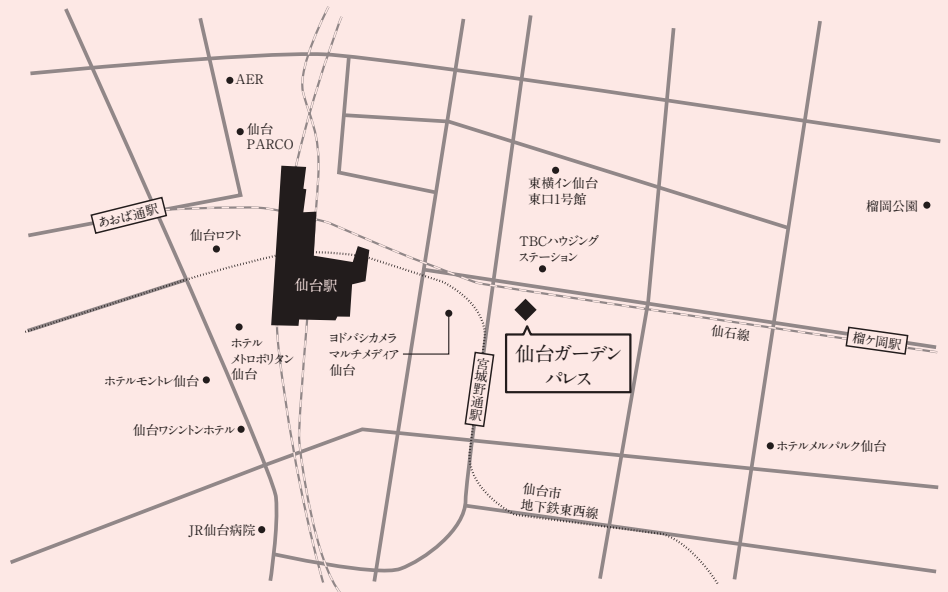 AER
仙台
PARCO
東横イン仙台
東口1号館
榴岡公園
あおば通駅
仙台ロフト
TBCハウジング
ステーション
仙台駅
仙石線
榴ケ岡駅
ホテル
メトロポリタン
仙台
ヨドバシカメラ
マルチメディア
仙台
仙台ガーデン
パレス
宮城野通駅
ホテルモントレ仙台
仙台ワシントンホテル
ホテルメルパルク仙台
仙台市
地下鉄東西線
JR仙台病院